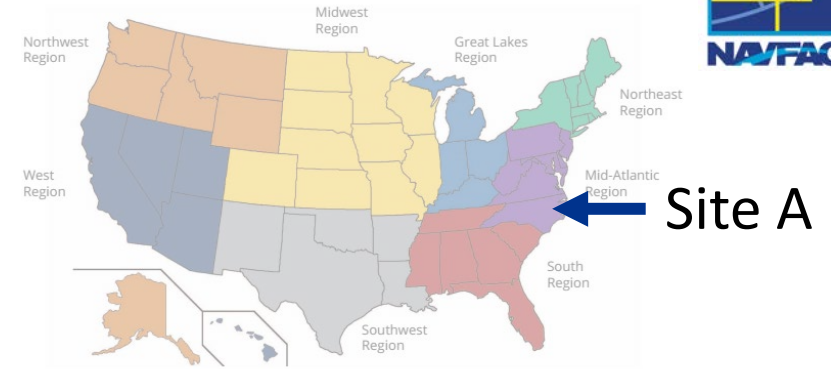 Midwest
Region
Northwest
Region
Great Lakes
Region
NAVFAC
Northeast
Region
West
Region
Mid-Atlantic
Region
Site A
South
Region
Southwest
Region